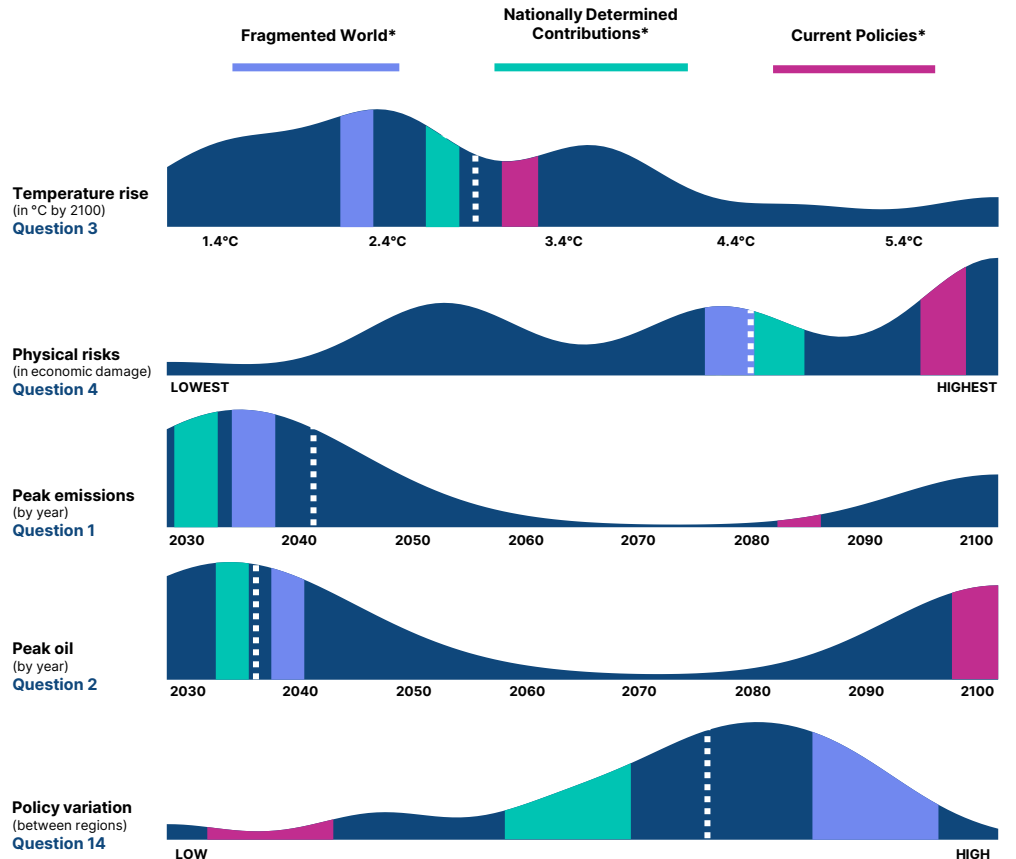 Fragmented World*
Nationally Determined
Contributions*
Current Policies*
Temperature rise
(in °C by 2100)
Question 3
1.4°C 2.4°C 3.4°C 4.4°C 5.4°C
Physical risks
(in economic damage)
Question 4
LOWEST HIGHEST
Peak emissions
(by year)
Question 1
2030 2040 2050 2060 2070 2080 2090 2100
Peak oil
(by year)
Question 2
2030 2040 2050 2060 2070 2080 2090 2100
Policy variation
(between regions)
Question 14
LOW HIGH